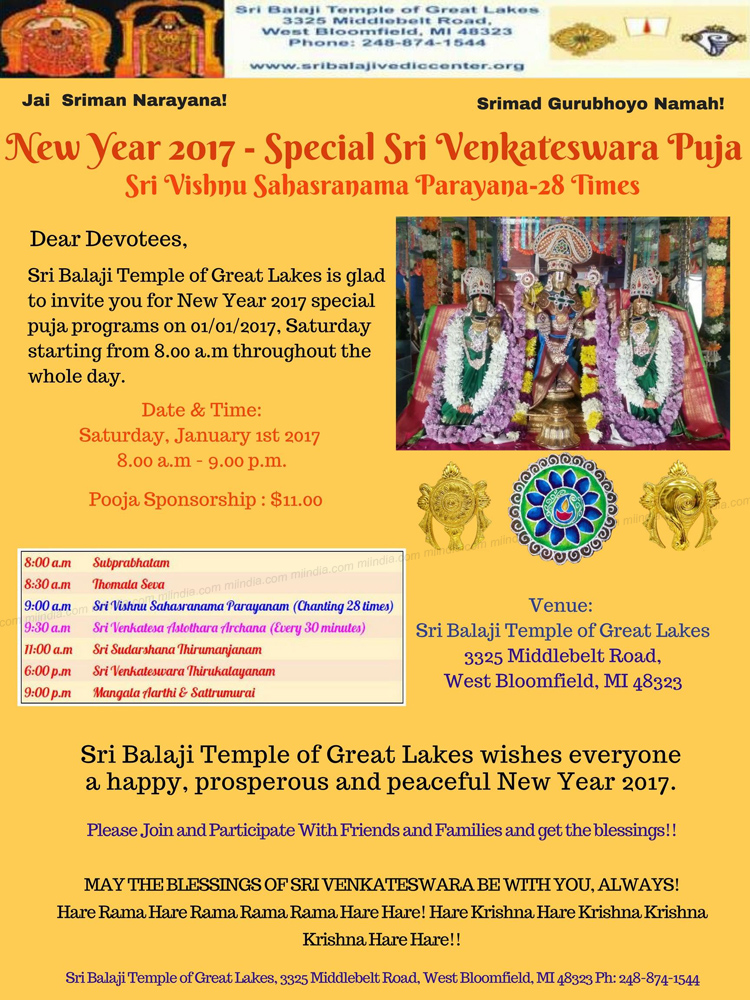 Sri Balaji Temple of Great Lakes
3325 Middlebelt Road,
West Bloomfield, MI 48323
Phone: 248-874-1544
www.sribalajivediccenter.org
Jai Sriman Narayana!
Srimad Gurubhoyo Namah!
New Year 2017 - Special Sri Venkateswara Puja
Sri Vishnu Sahasranama Parayana-28 Times
Dear Devotees,
Sri Balaji Temple of Great Lakes is glad
to invite you for New Year 2017 special
puja programs on 01/01/2017, Saturday
starting from 8.00 a.m throughout the
whole day.
Date & Time:
Saturday, January 1st 2017
8.00 a.m - 9.00 p.m.
Pooja Sponsorship : $11.00
8:00 a.m Subprabhatam
8:30 a.m Thomala Seva
9:00 a.m Sri Vishnu Sahasranama Parayanam (Chanting 28 times)
9:30 a.m Sri Venkatesa Astothara Archana (Every 30 minutes)
11:00 a.m Sri Sudarshana Thirumanjanam
6:00 p.m Sri Venkateswara Thirukalayanam
9:00 p.m Mangala Aarthi & Sattrumurai
miindia.com miindia.com miindia.com miindia.com miindia.com
Venue:
Sri Balaji Temple of Great Lakes
3325 Middlebelt Road,
West Bloomfield, MI 48323
Sri Balaji Temple of Great Lakes wishes everyone
a happy, prosperous and peaceful New Year 2017.
Please Join and Participate With Friends and Families and get the blessings!!
MAY THE BLESSINGS OF SRI VENKATESWARA BE WITH YOU, ALWAYS!
Hare Rama Hare Rama Rama Rama Hare Hare! Hare Krishna Hare Krishna Krishna
Krishna Hare Hare!!
Sri Balaji Temple of Great Lakes, 3325 Middlebelt Road, West Bloomfield, MI 48323 Ph: 248-874-1544